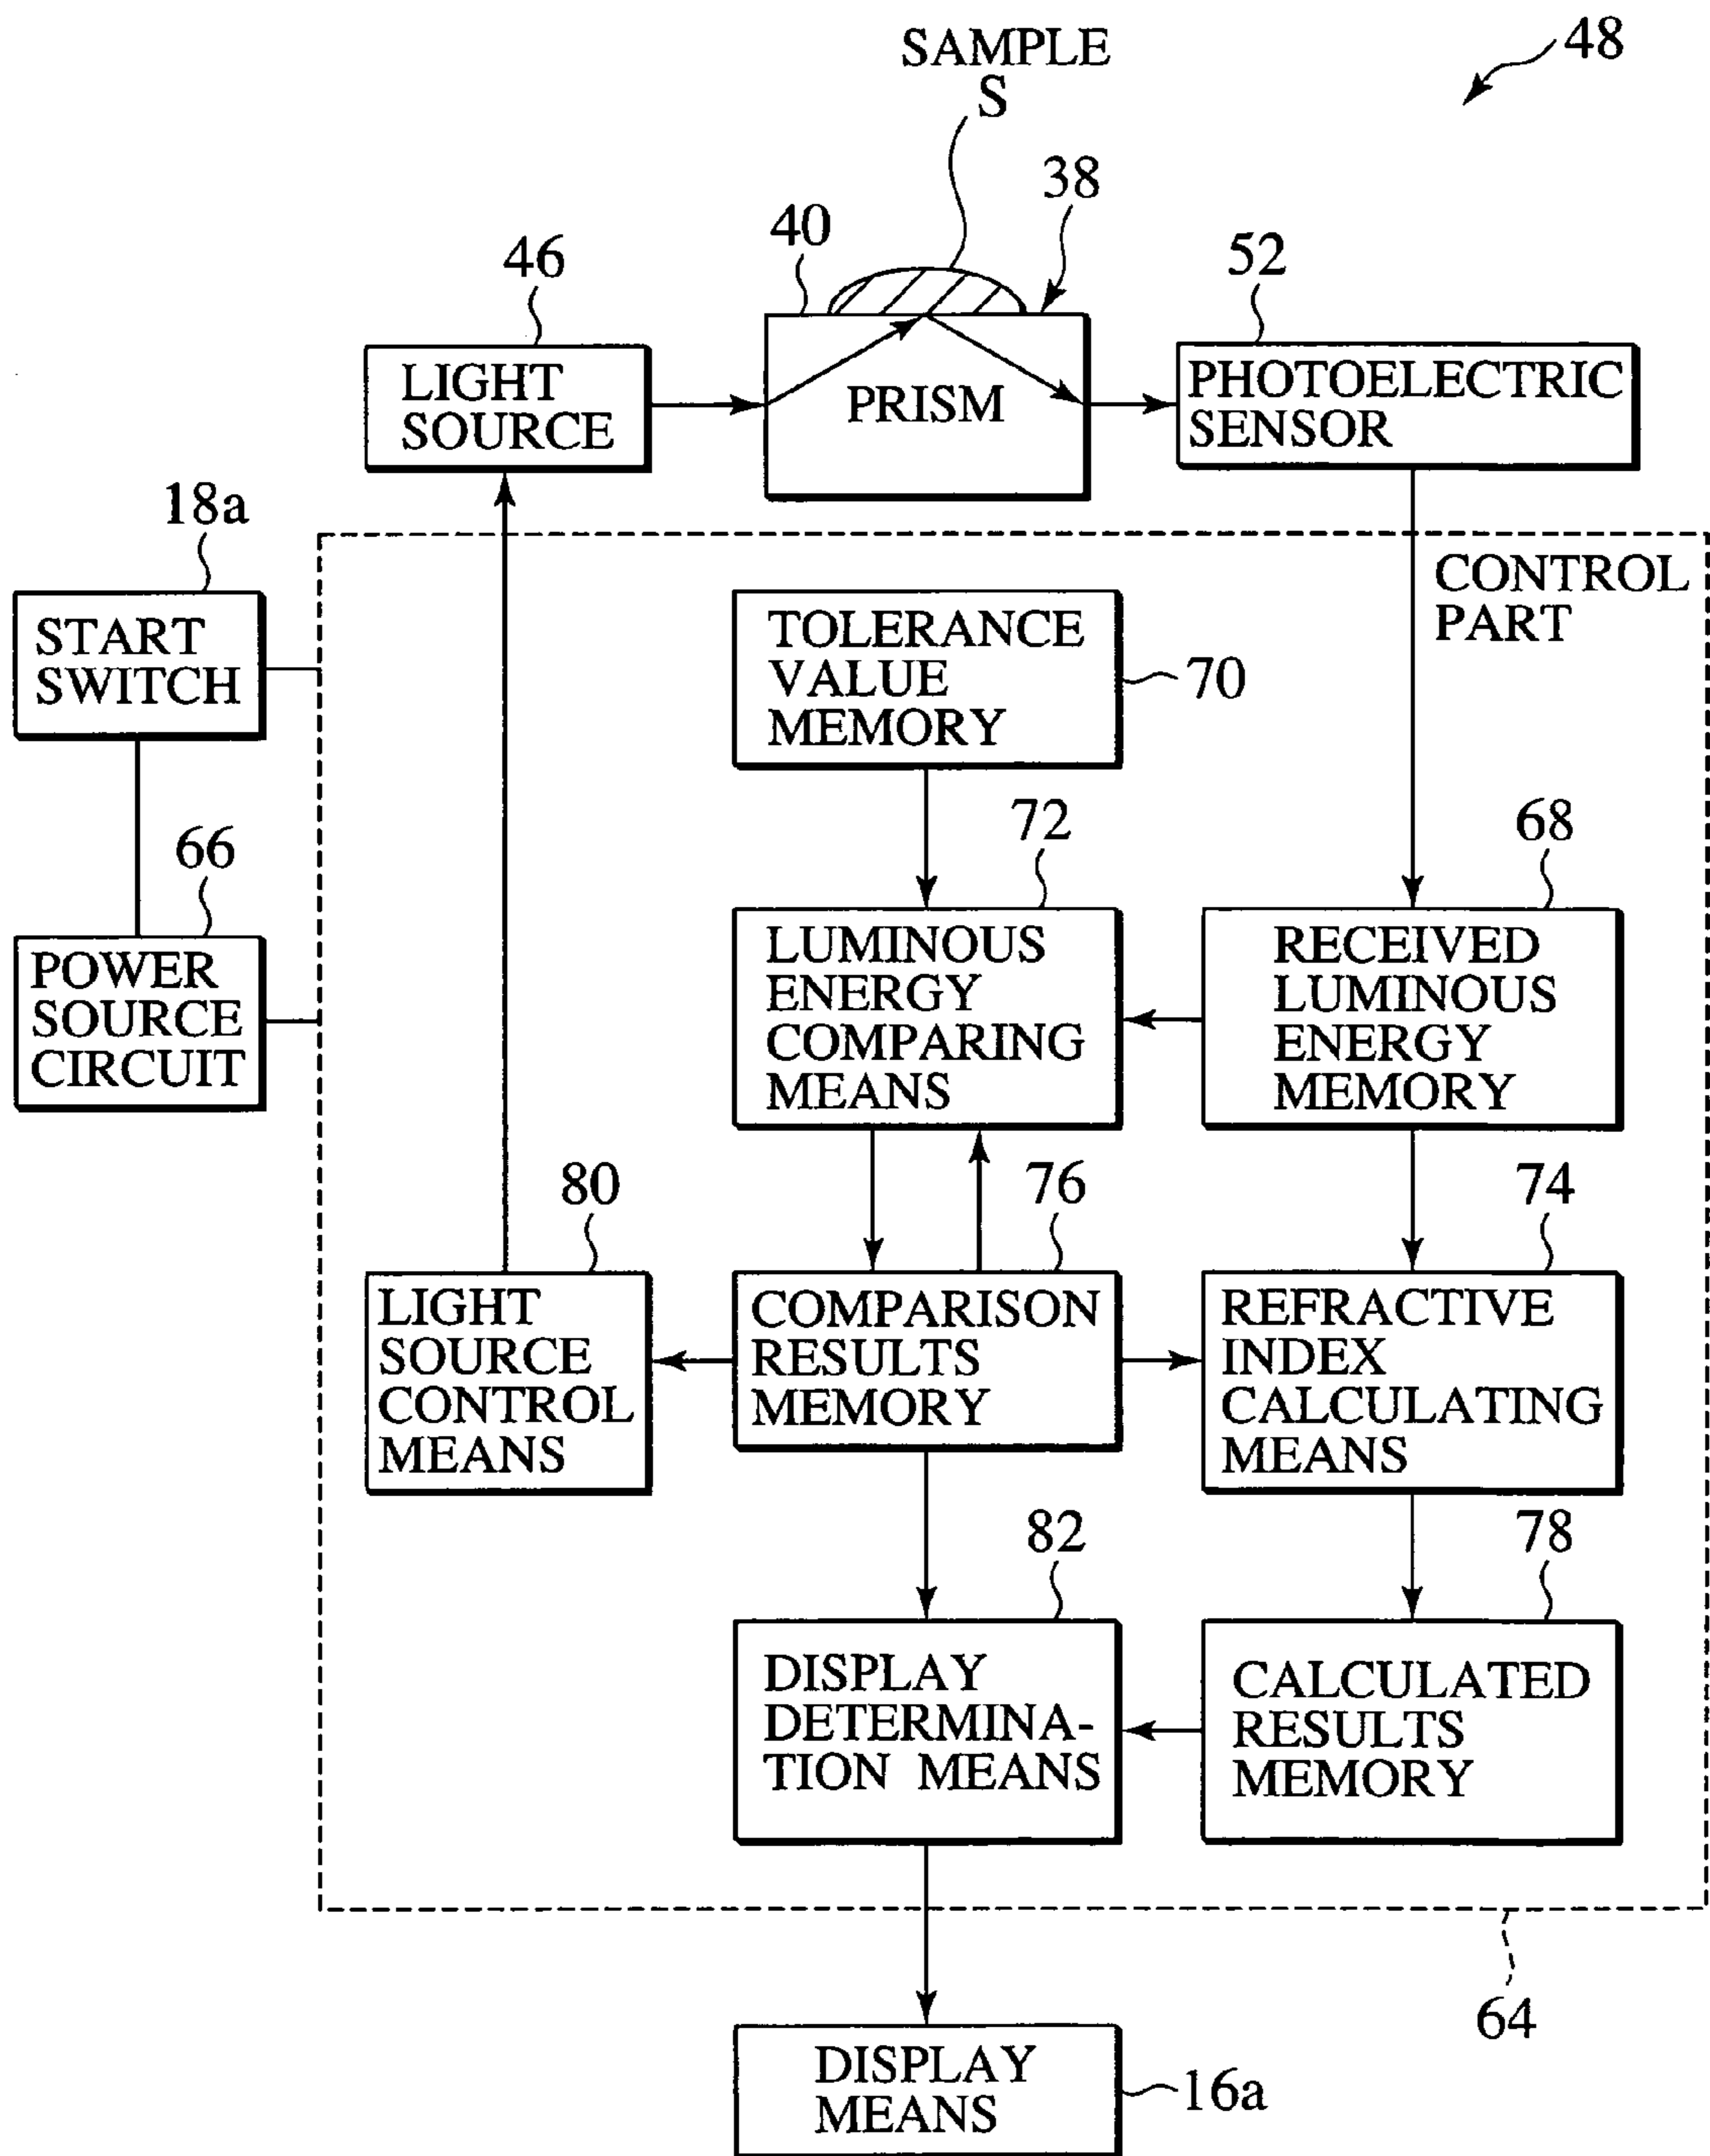 48
SAMPLE
S
38
40
46
52
LIGHT
SOURCE
PRISM
PHOTOELECTRIC
SENSOR
18a
START
SWITCH
CONTROL
PART
TOLERANCE
VALUE
MEMORY
70
66
POWER
SOURCE
CIRCUIT
72
68
LUMINOUS
ENERGY
COMPARING
MEANS
RECEIVED
LUMINOUS
ENERGY
MEMORY
80
76
74
LIGHT
SOURCE
CONTROL
MEANS
COMPARISON
RESULTS
MEMORY
REFRACTIVE
INDEX
CALCULATING
MEANS
82
78
DISPLAY
DETERMINA-
TION MEANS
CALCULATED
RESULTS
MEMORY
64
DISPLAY
MEANS
16a